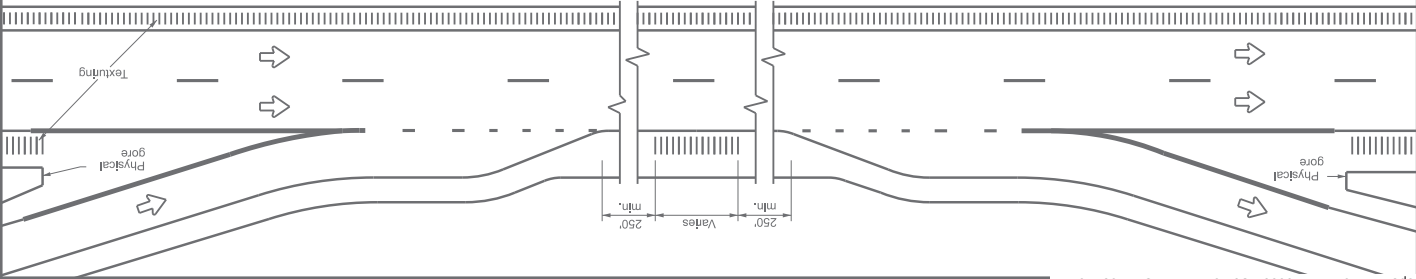 Texturing
Physical
gore
250'
min.
Varies
250'
min.
Physical
gore